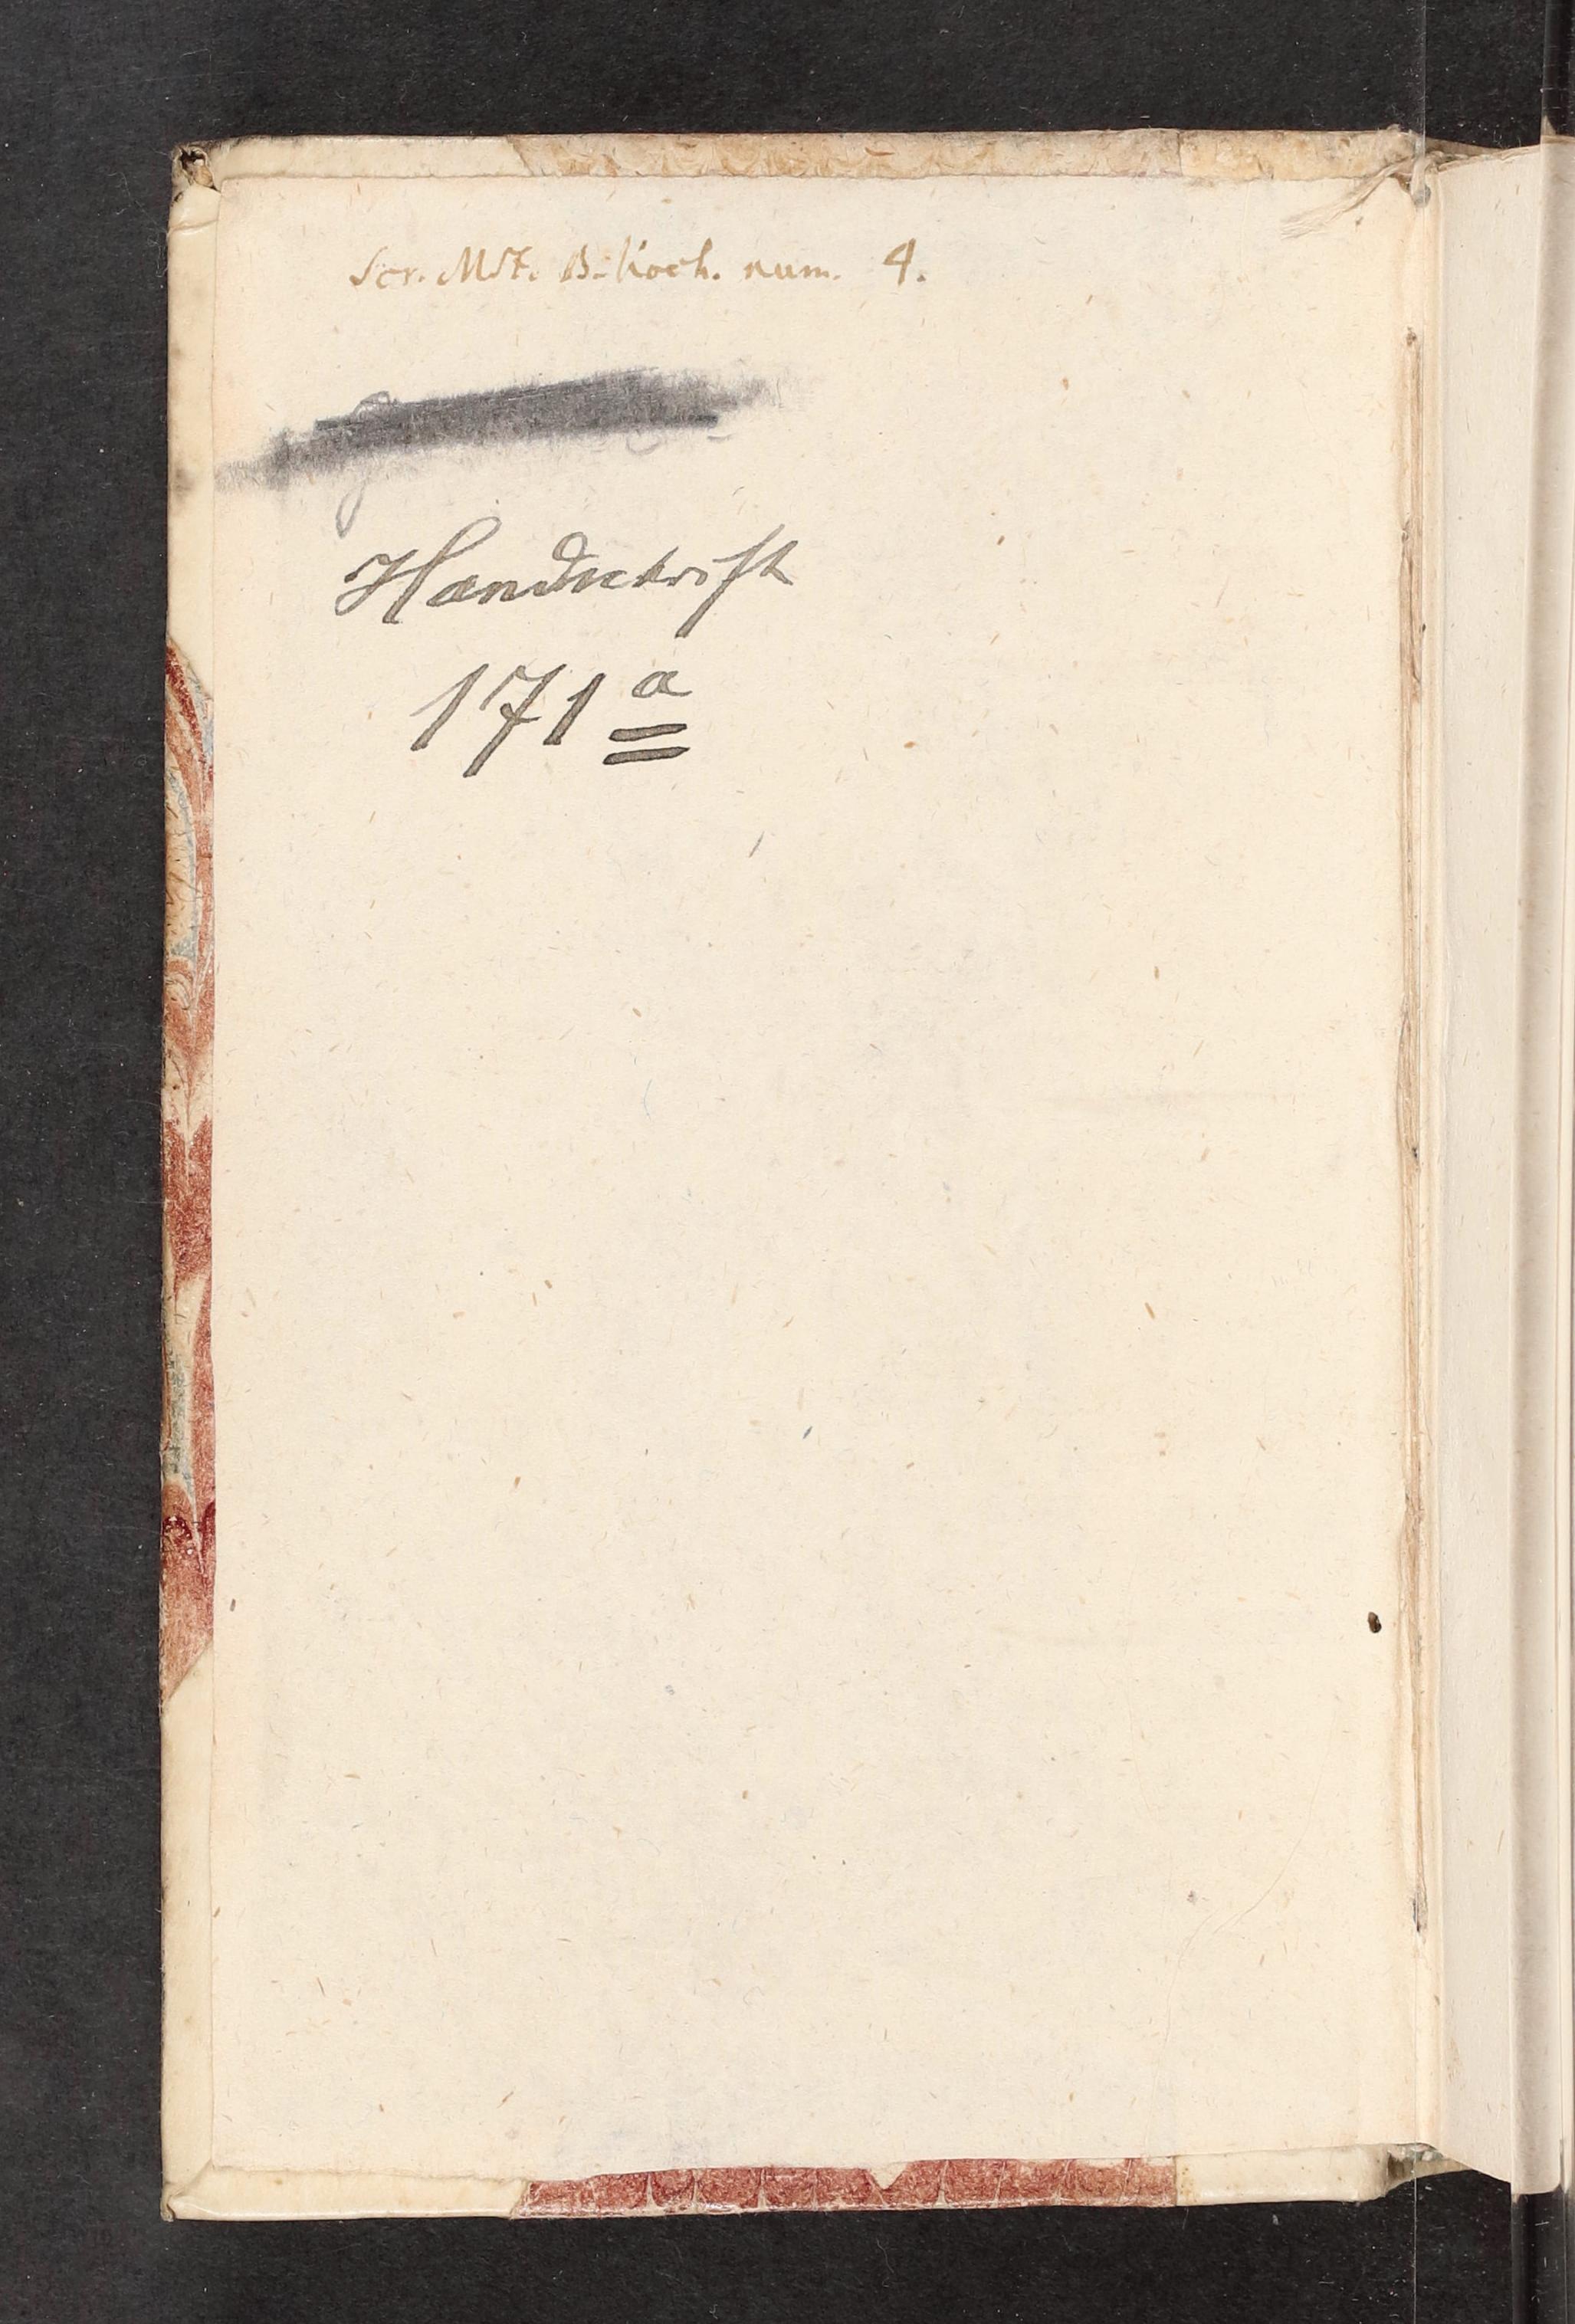 Scr. MSt. B. Koch. num. 4.
Handschrift
171a